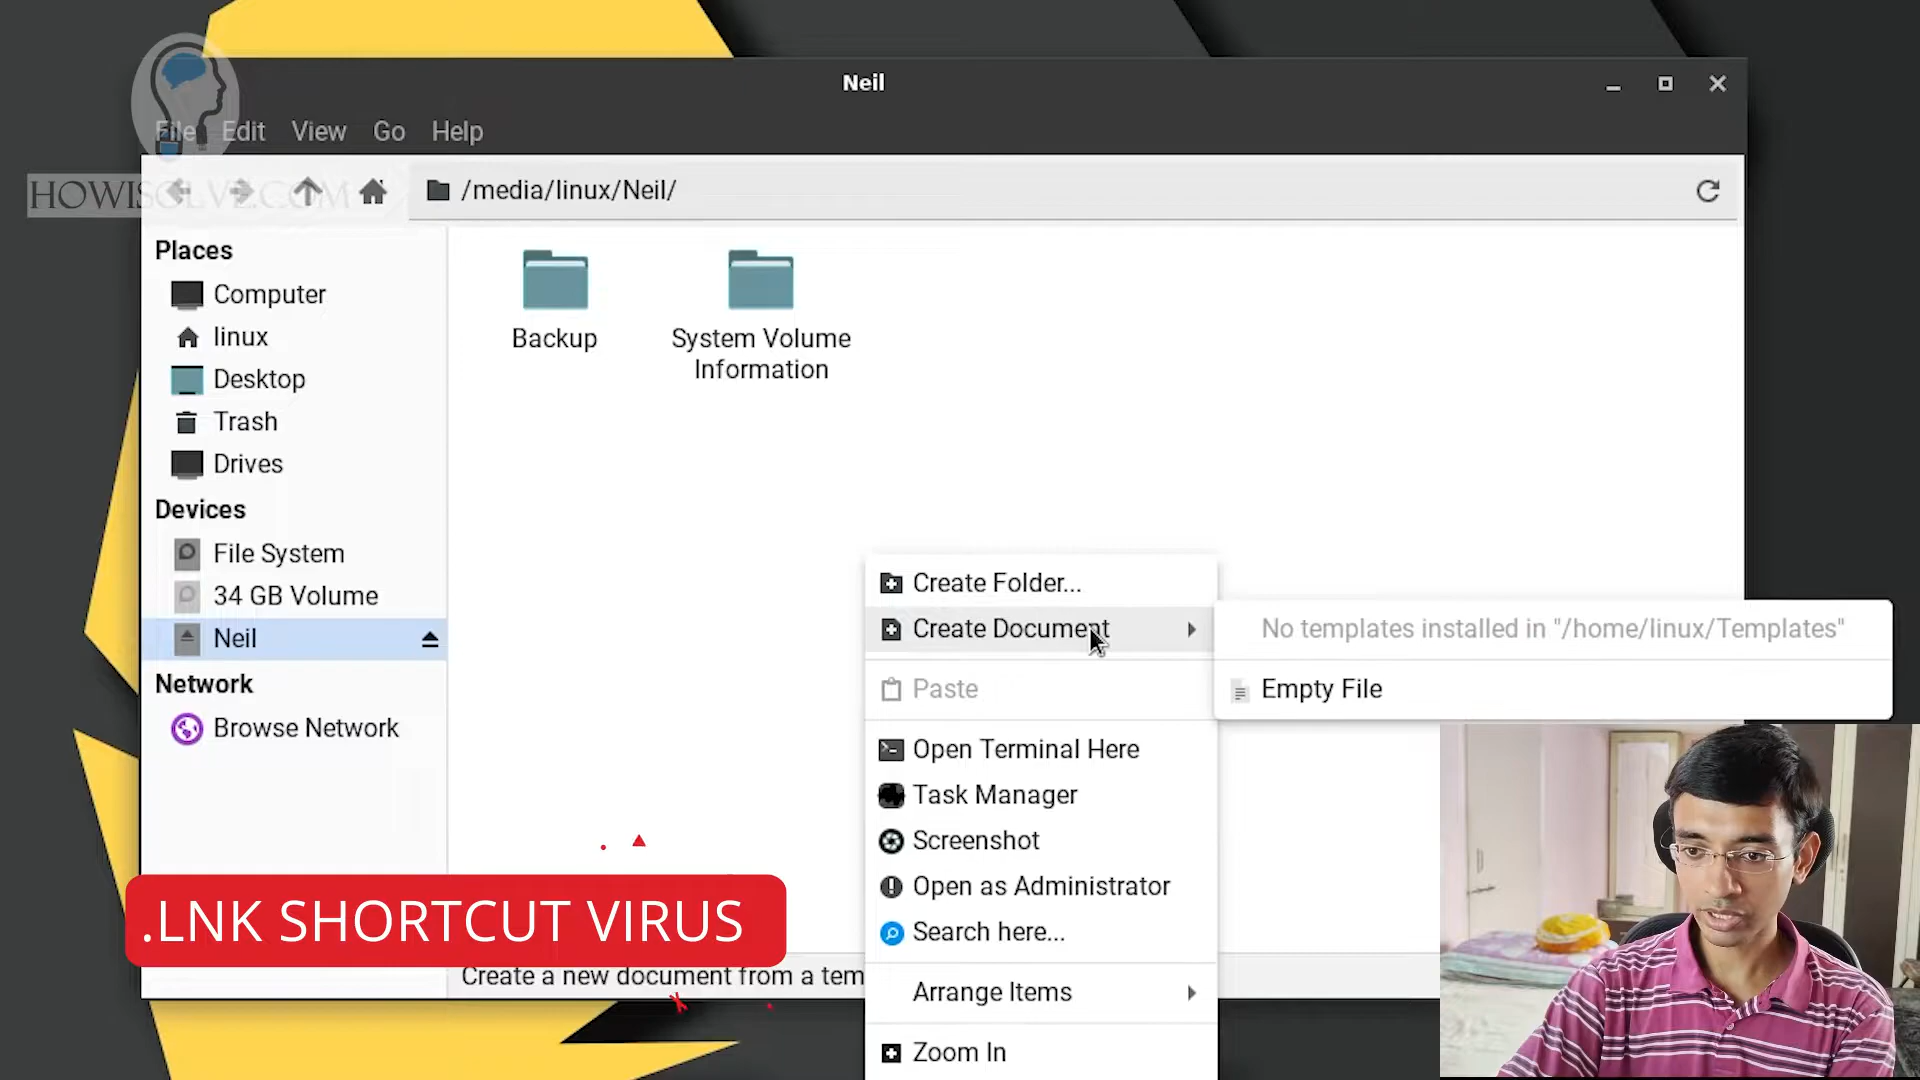 Neil
File Edit View Go Help
HOWISOLVE.COM
/media/linux/Neil/
Places
Computer
linux
Desktop
Trash
Drives
Devices
File System
34 GB Volume
Neil
Network
Browse Network
Backup
System Volume
Information
Create Folder...
Create Document
Paste
Open Terminal Here
Task Manager
Screenshot
Open as Administrator
Search here...
Arrange Items
Zoom In
No templates installed in "/home/linux/Templates"
Empty File
.LNK SHORTCUT VIRUS
Create a new document from a tem